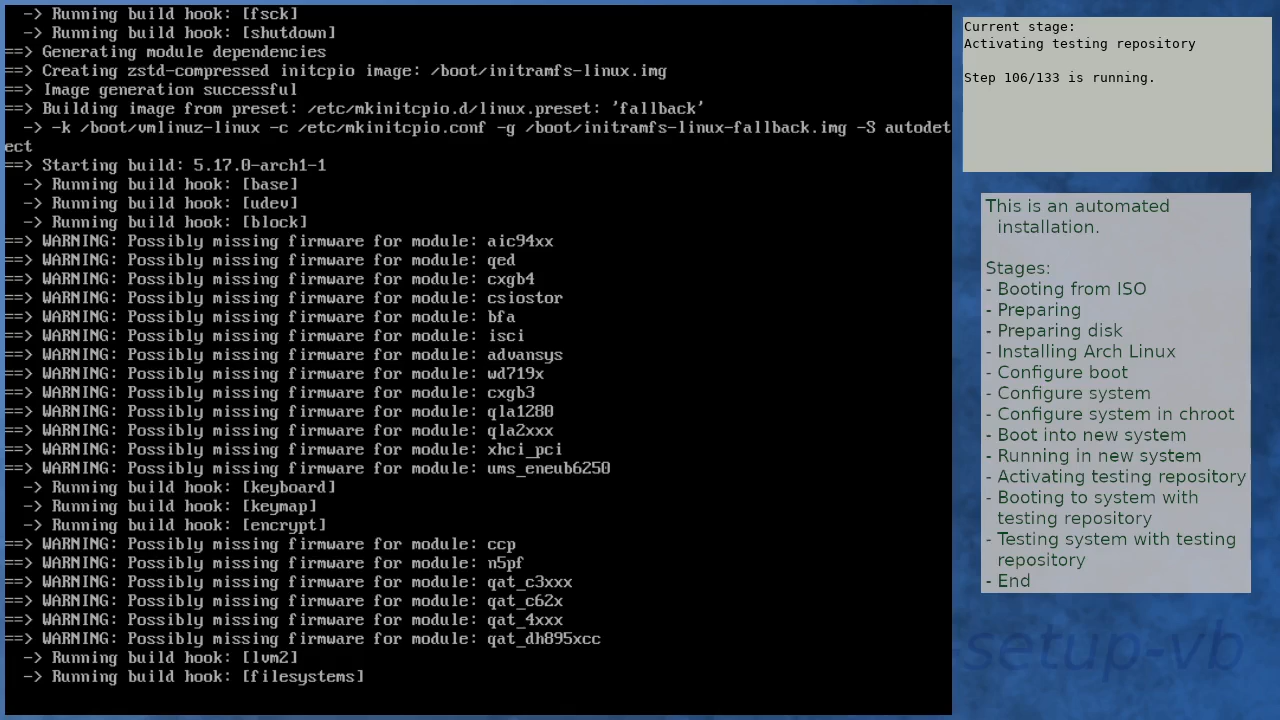 -> Running build hook: [fsck]
-> Running build hook: [shutdown]
==> Generating module dependencies
==> Creating zstd-compressed initcpio image: /boot/initramfs-linux.img
==> Image generation successful
==> Building image from preset: /etc/mkinitcpio.d/linux.preset: 'fallback'
-> -k /boot/vmlinuz-linux -c /etc/mkinitcpio.conf -g /boot/initramfs-linux-fallback.img -S autodet
ect
==> Starting build: 5.17.0-arch1-1
-> Running build hook: [base]
-> Running build hook: [udev]
-> Running build hook: [block]
==> WARNING: Possibly missing firmware for module: aic94xx
==> WARNING: Possibly missing firmware for module: qed
==> WARNING: Possibly missing firmware for module: cxgb4
==> WARNING: Possibly missing firmware for module: csiostor
==> WARNING: Possibly missing firmware for module: bfa
==> WARNING: Possibly missing firmware for module: isci
==> WARNING: Possibly missing firmware for module: advansys
==> WARNING: Possibly missing firmware for module: wd719x
==> WARNING: Possibly missing firmware for module: cxgb3
==> WARNING: Possibly missing firmware for module: qla1280
==> WARNING: Possibly missing firmware for module: qla2xxx
==> WARNING: Possibly missing firmware for module: xhci_pci
==> WARNING: Possibly missing firmware for module: ums_eneub6250
-> Running build hook: [keyboard]
-> Running build hook: [keymap]
-> Running build hook: [encrypt]
==> WARNING: Possibly missing firmware for module: ccp
==> WARNING: Possibly missing firmware for module: n5pf
==> WARNING: Possibly missing firmware for module: qat_c3xxx
==> WARNING: Possibly missing firmware for module: qat_c62x
==> WARNING: Possibly missing firmware for module: qat_4xxx
==> WARNING: Possibly missing firmware for module: qat_dh895xcc
-> Running build hook: [lvm2]
-> Running build hook: [filesystems]
Current stage:
Activating testing repository
Step 106/133 is running.
This is an automated
installation.
Stages:
- Booting from ISO
- Preparing
- Preparing disk
- Installing Arch Linux
- Configure boot
- Configure system
- Configure system in chroot
- Boot into new system
- Running in new system
- Activating testing repository
- Booting to system with
testing repository
- Testing system with testing
repository
- End
-setup-vb